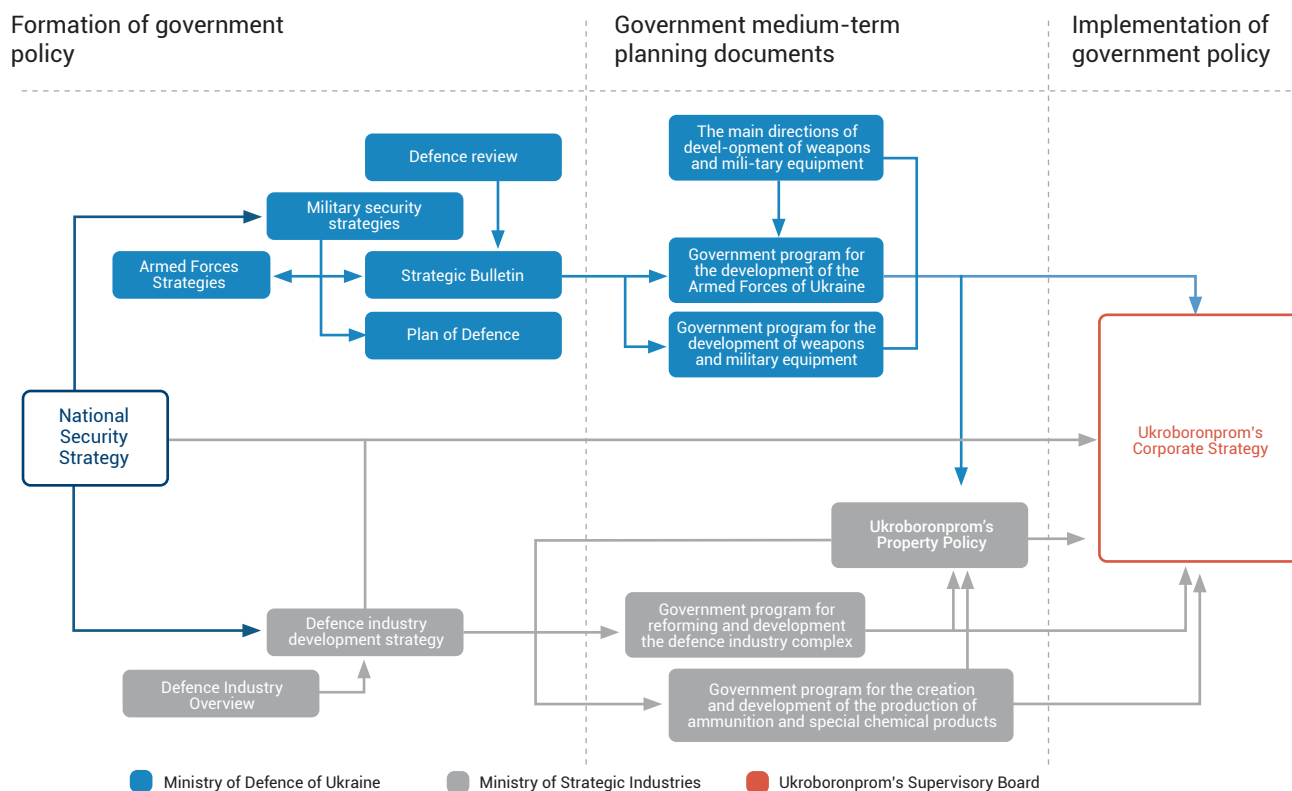 Formation of government
policy
Government medium-term
planning documents
Implementation of
government policy
Defence review
The main directions of
devel-opment of weapons
and mili-tary equipment
Military security
strategies
Armed Forces
Strategies
Strategic Bulletin
Government program for
the development of the
Armed Forces of Ukraine
Plan of Defence
Government program for the
development of weapons
and military equipment
National
Security
Strategy
Ukroboronprom's
Corporate Strategy
Ukroboronprom's
Property Policy
Defence industry
development strategy
Government program for
reforming and development
the defence industry complex
Defence Industry
Overview
Government program for the creation
and development of the production of
ammunition and special chemical products
Ministry of Defence of Ukraine
Ministry of Strategic Industries
Ukroboronprom's Supervisory Board